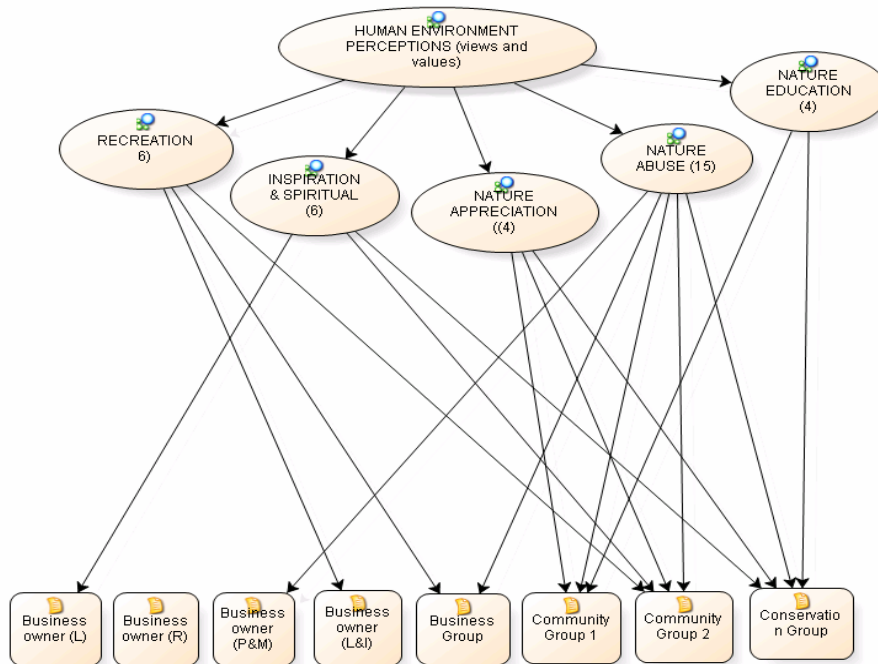 HUMAN ENVIRONMENT
PERCEPTIONS (views and
values)
NATURE
EDUCATION
(4)
RECREATION
6)
INSPIRATION
& SPIRITUAL
(6)
NATURE
APPRECIATION
((4)
NATURE
ABUSE (15)
Business
owner (L)
Business
owner (R)
Business
owner
(P&M)
Business
owner
(L&I)
Business
Group
Community
Group 1
Community
Group 2
Conservatio
n Group